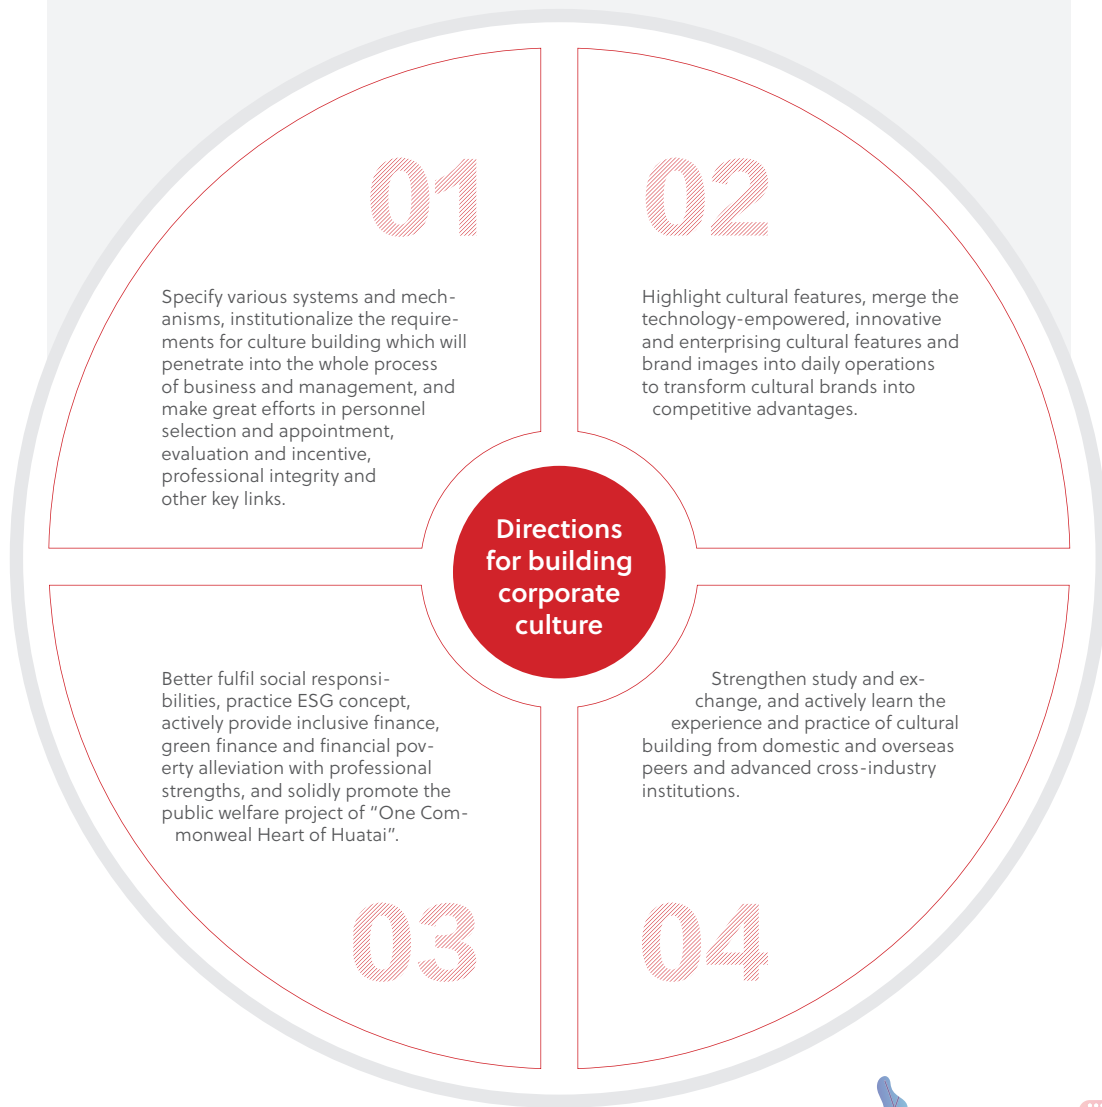 01
Specify various systems and mech-
anisms, institutionalize the require-
ments for culture building which will
penetrate into the whole process
of business and management, and
make great efforts in personnel
selection and appointment,
evaluation and incentive,
professional integrity and
other key links.
02
Highlight cultural features, merge the
technology-empowered, innovative
and enterprising cultural features and
brand images into daily operations
to transform cultural brands into
competitive advantages.
Directions
for building
corporate
culture
Better fulfil social responsi-
bilities, practice ESG concept,
actively provide inclusive finance,
green finance and financial pov-
erty alleviation with professional
strengths, and solidly promote the
public welfare project of “One Com-
monweal Heart of Huatai”.
03
Strengthen study and ex-
change, and actively learn the
experience and practice of cultural
building from domestic and overseas
peers and advanced cross-industry
institutions.
04